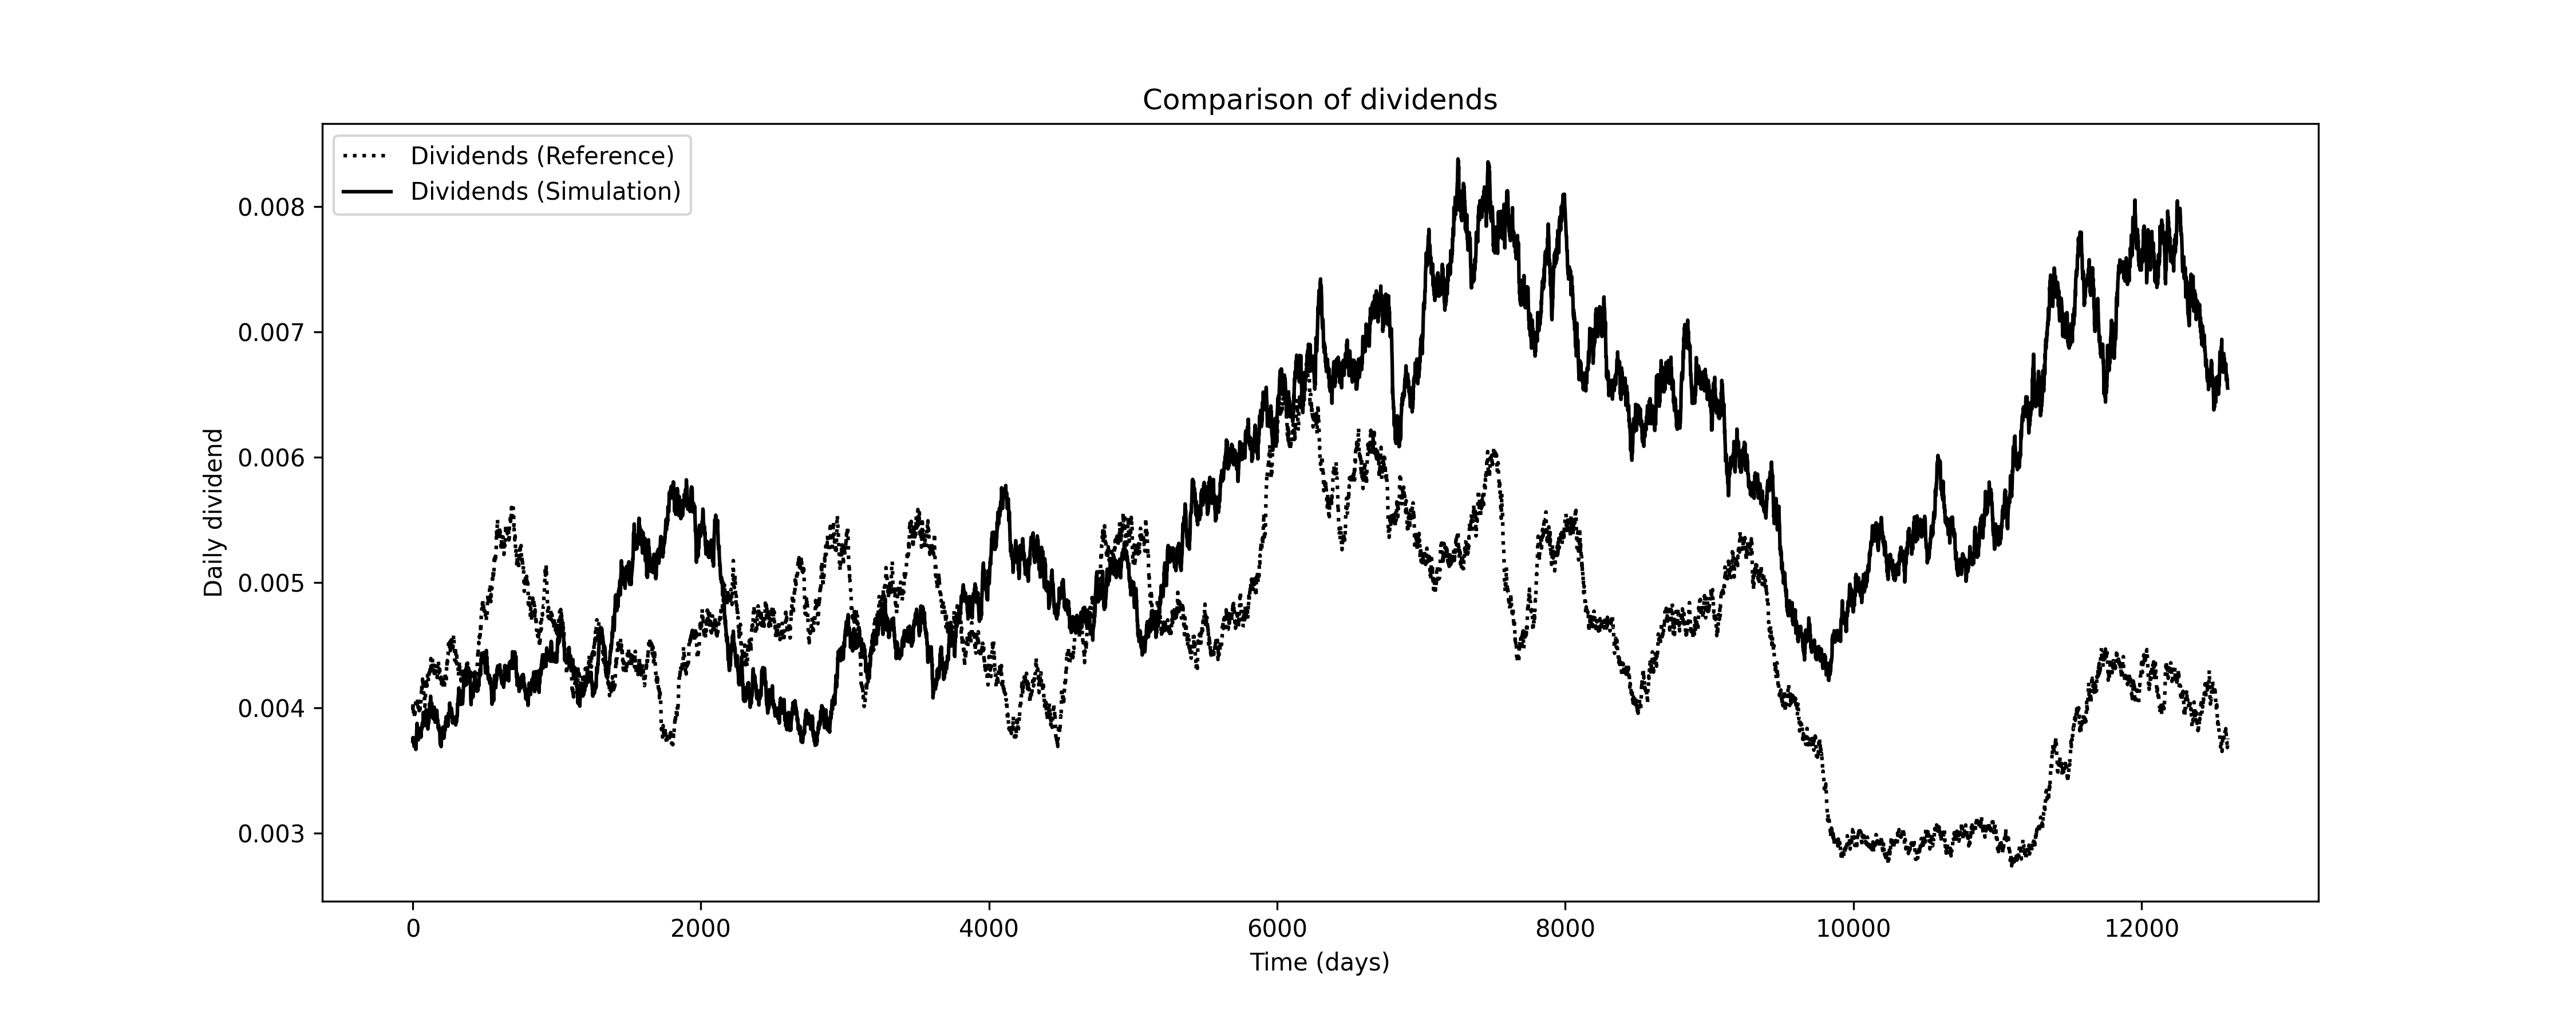 Comparison of dividends
Dividends (Reference)
Dividends (Simulation)
Daily dividend
0.008
0.007
0.006
0.005
0.004
0.003
0 2000 4000 6000 8000 10000 12000
Time (days)